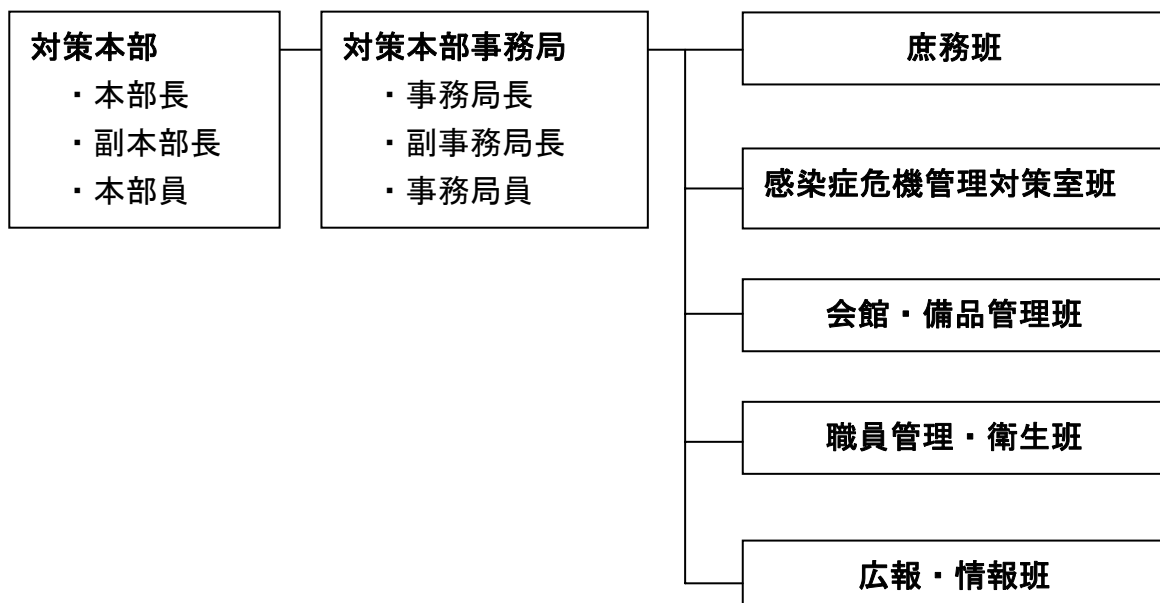 対策本部
・本部長
・副本部長
・本部員
対策本部事務局
・事務局長
・副事務局長
・事務局員
庶務班
感染症危機管理対策室班
会館・備品管理班
職員管理・衛生班
広報・情報班